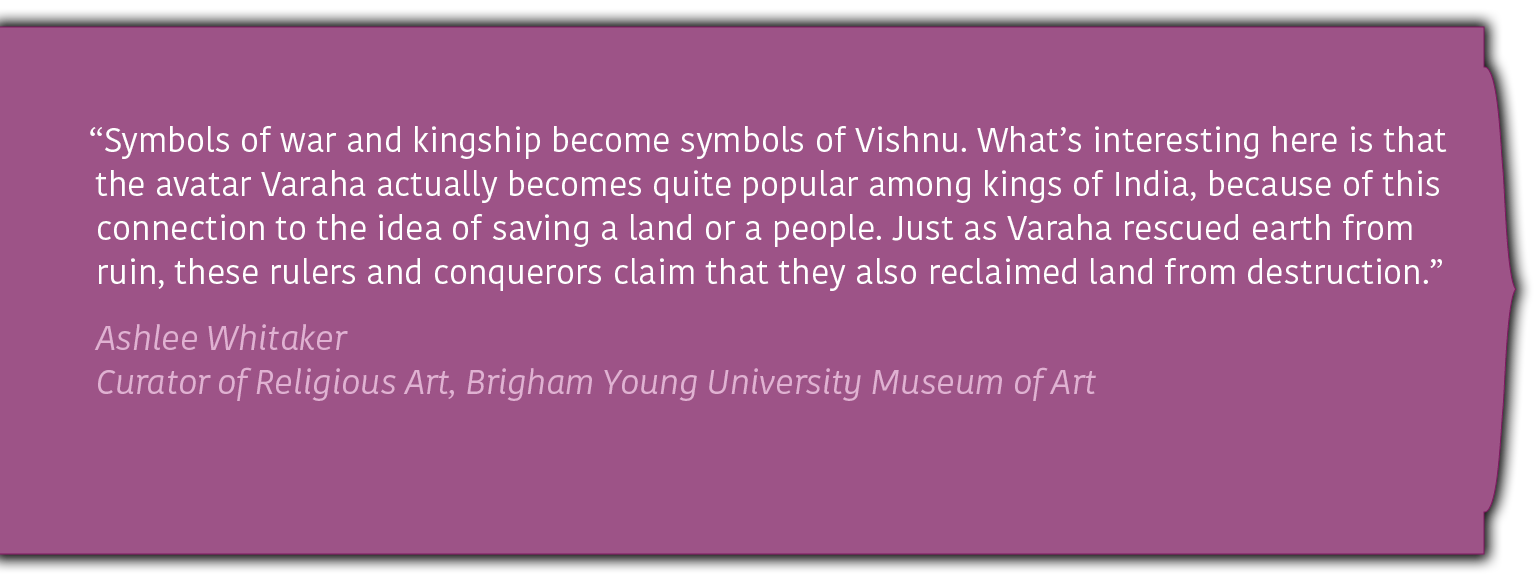 “Symbols of war and kingship become symbols of Vishnu. What’s interesting here is that
the avatar Varaha actually becomes quite popular among kings of India, because of this
connection to the idea of saving a land or a people. Just as Varaha rescued earth from
ruin, these rulers and conquerors claim that they also reclaimed land from destruction.”
Ashlee Whitaker
Curator of Religious Art, Brigham Young University Museum of Art